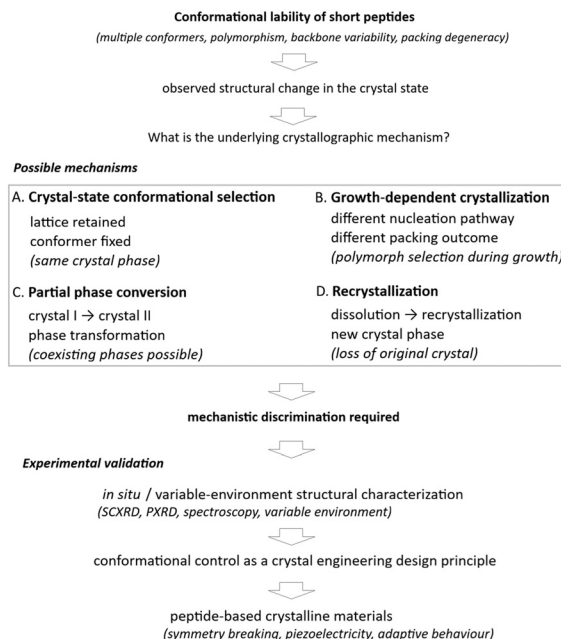 Conformational lability of short peptides
(multiple conformers, polymorphism, backbone variability, packing degeneracy)
observed structural change in the crystal state
What is the underlying crystallographic mechanism?
Possible mechanisms
A. Crystal-state conformational selection
lattice retained
conformer fixed
(same crystal phase)
B. Growth-dependent crystallization
different nucleation pathway
different packing outcome
(polymorph selection during growth)
C. Partial phase conversion
crystal I → crystal II
phase transformation
(coexisting phases possible)
D. Recrystallization
dissolution → recrystallization
new crystal phase
(loss of original crystal)
mechanistic discrimination required
Experimental validation
in situ / variable-environment structural characterization
(SCXRD, PXRD, spectroscopy, variable environment)
conformational control as a crystal engineering design principle
peptide-based crystalline materials
(symmetry breaking, piezoelectricity, adaptive behaviour)